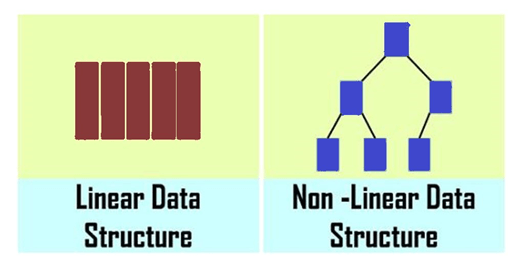 Linear Data
Structure
Non -Linear Data
Structure